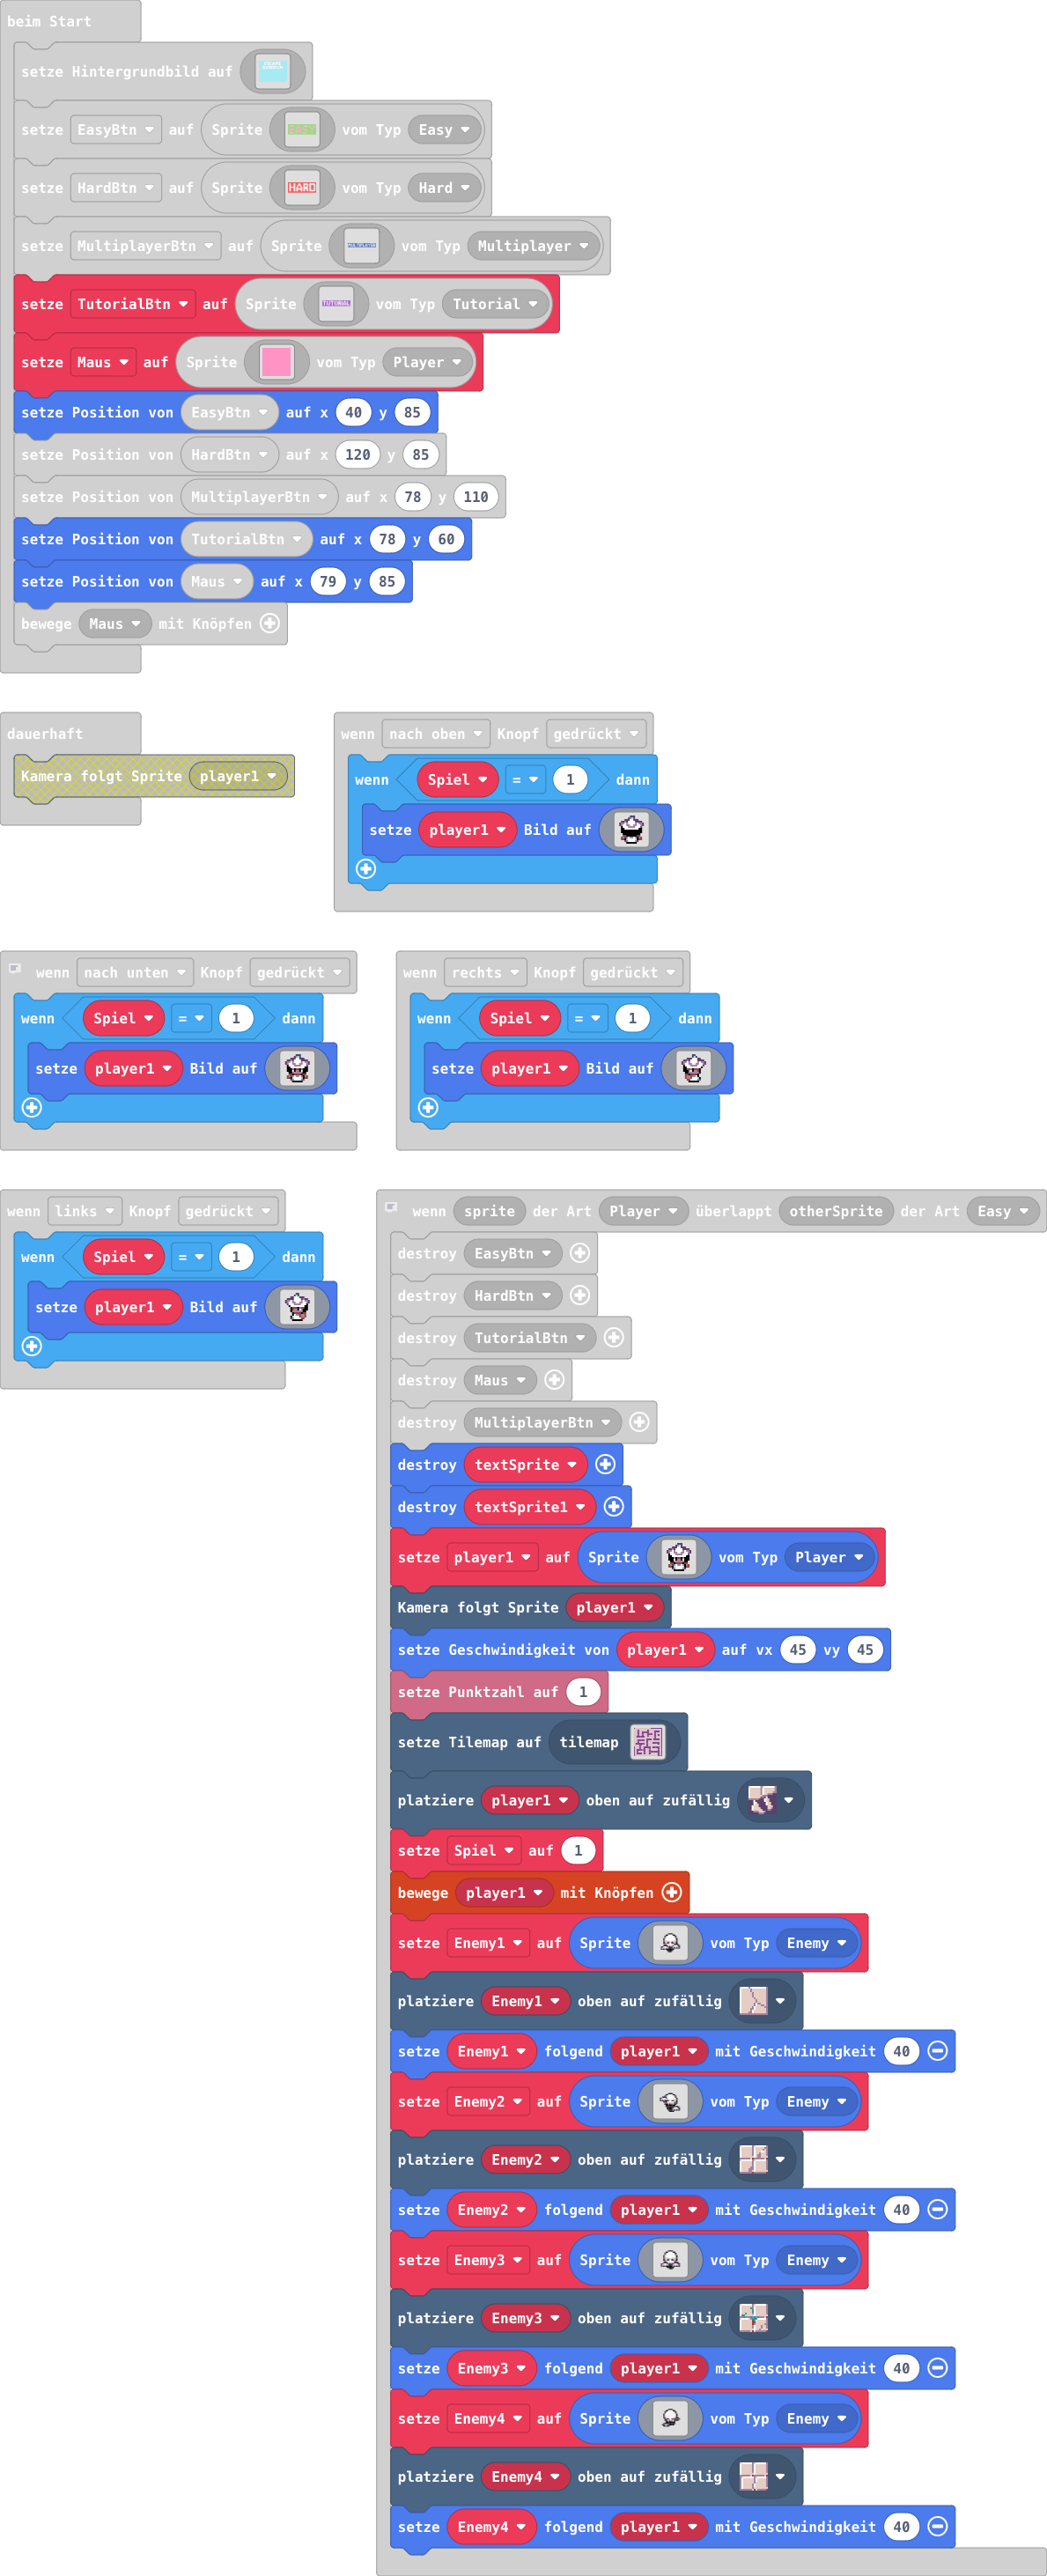 beim Start
setze Hintergrundbild auf
setze EasyBtn auf Sprite EASY vom Typ Easy
setze HardBtn auf Sprite HARD vom Typ Hard
setze MultiplayerBtn auf Sprite MULTIPLAYER vom Typ Multiplayer
setze TutorialBtn auf Sprite TUTORIAL vom Typ Tutorial
setze Maus auf Sprite vom Typ Player
setze Position von EasyBtn auf x 40 y 85
setze Position von HardBtn auf x 120 y 85
setze Position von MultiplayerBtn auf x 78 y 110
setze Position von TutorialBtn auf x 78 y 60
setze Position von Maus auf x 79 y 85
bewege Maus mit Knöpfen
dauerhaft
Kamera folgt Sprite player1
wenn nach oben Knopf gedrückt
wenn Spiel = 1 dann
setze player1 Bild auf
wenn nach unten Knopf gedrückt
wenn Spiel = 1 dann
setze player1 Bild auf
wenn rechts Knopf gedrückt
wenn Spiel = 1 dann
setze player1 Bild auf
wenn links Knopf gedrückt
wenn Spiel = 1 dann
setze player1 Bild auf
wenn sprite der Art Player überlappt otherSprite der Art Easy
destroy EasyBtn
destroy HardBtn
destroy TutorialBtn
destroy Maus
destroy MultiplayerBtn
destroy textSprite
destroy textSprite1
setze player1 auf Sprite vom Typ Player
Kamera folgt Sprite player1
setze Geschwindigkeit von player1 auf vx 45 vy 45
setze Punktzahl auf 1
setze Tilemap auf tilemap
platziere player1 oben auf zufällig
setze Spiel auf 1
bewege player1 mit Knöpfen
setze Enemy1 auf Sprite vom Typ Enemy
platziere Enemy1 oben auf zufällig
setze Enemy1 folgend player1 mit Geschwindigkeit 40
setze Enemy2 auf Sprite vom Typ Enemy
platziere Enemy2 oben auf zufällig
setze Enemy2 folgend player1 mit Geschwindigkeit 40
setze Enemy3 auf Sprite vom Typ Enemy
platziere Enemy3 oben auf zufällig
setze Enemy3 folgend player1 mit Geschwindigkeit 40
setze Enemy4 auf Sprite vom Typ Enemy
platziere Enemy4 oben auf zufällig
setze Enemy4 folgend player1 mit Geschwindigkeit 40